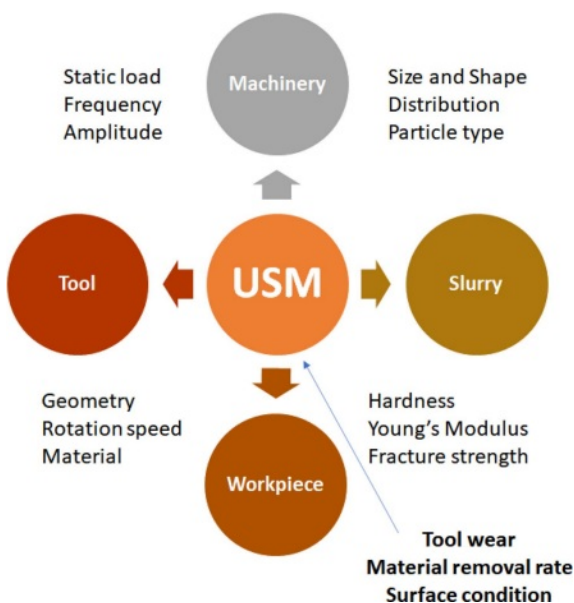 Machinery
Static load
Frequency
Amplitude
Size and Shape
Distribution
Particle type
Tool
USM
Slurry
Geometry
Rotation speed
Material
Hardness
Young's Modulus
Fracture strength
Workpiece
Tool wear
Material removal rate
Surface condition